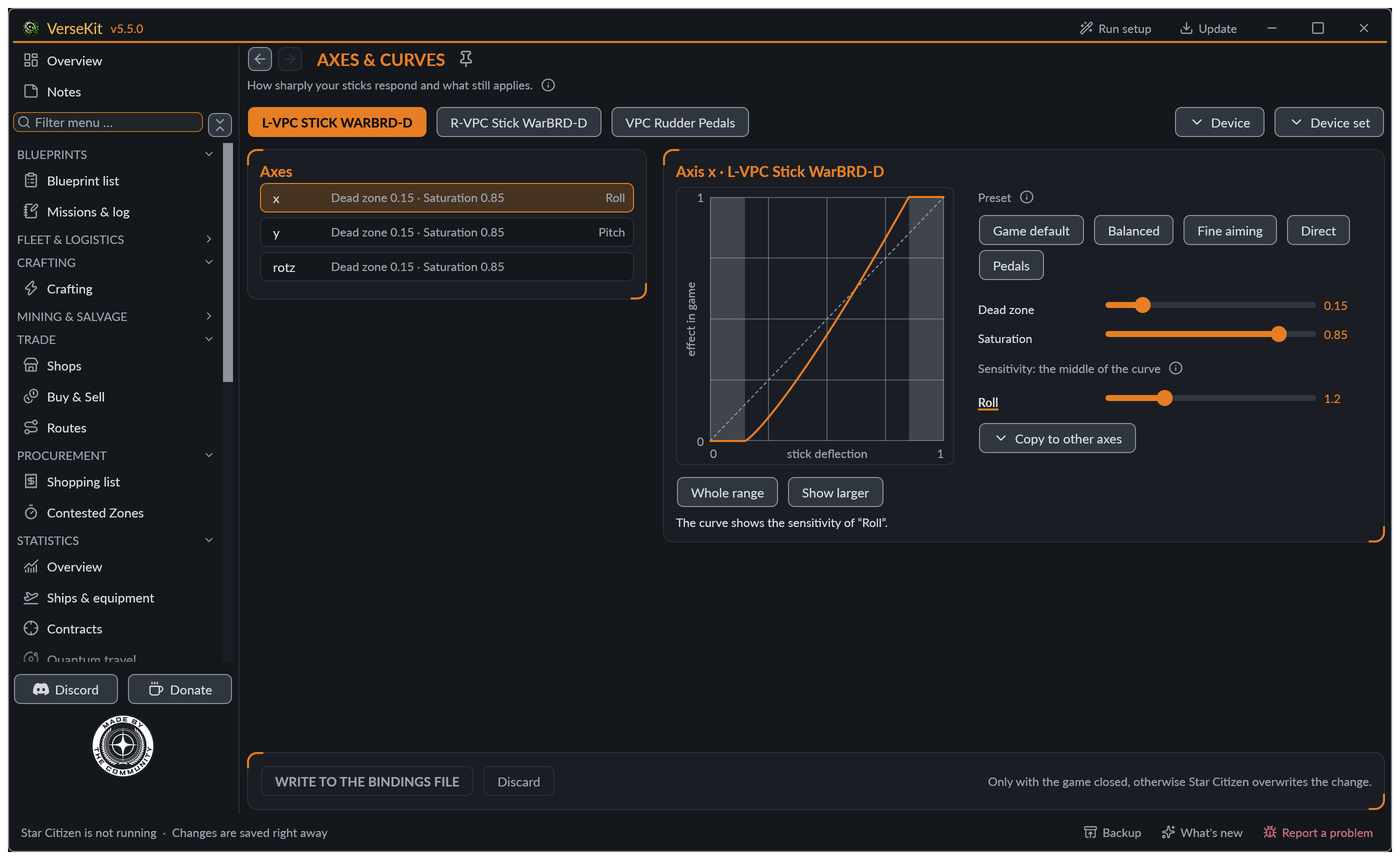 VerseKit v5.5.0
Run setup
Update
Overview
Notes
Filter menu ...
BLUEPRINTS
Blueprint list
Missions & log
FLEET & LOGISTICS
CRAFTING
Crafting
MINING & SALVAGE
TRADE
Shops
Buy & Sell
Routes
PROCUREMENT
Shopping list
Contested Zones
STATISTICS
Overview
Ships & equipment
Contracts
Quantum travel
Discord
Donate
MADE BY
THE COMMUNITY
AXES & CURVES
How sharply your sticks respond and what still applies.
L-VPC STICK WARBRD-D
R-VPC Stick WarBRD-D
VPC Rudder Pedals
Device
Device set
Axes
x Dead zone 0.15 · Saturation 0.85 Roll
y Dead zone 0.15 · Saturation 0.85 Pitch
rotz Dead zone 0.15 · Saturation 0.85
Axis x · L-VPC Stick WarBRD-D
1
effect in game
0
0 stick deflection 1
Whole range
Show larger
The curve shows the sensitivity of “Roll”.
Preset
Game default
Balanced
Fine aiming
Direct
Pedals
Dead zone 0.15
Saturation 0.85
Sensitivity: the middle of the curve
Roll 1.2
Copy to other axes
WRITE TO THE BINDINGS FILE
Discard
Only with the game closed, otherwise Star Citizen overwrites the change.
Star Citizen is not running · Changes are saved right away
Backup
What's new
Report a problem